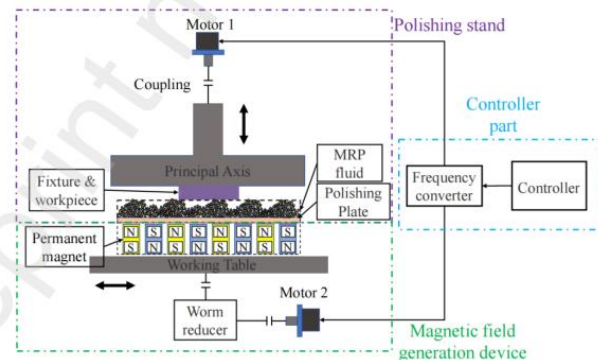 Motor 1
Polishing stand
Coupling
Controller
part
Principal Axis
MRP
fluid
Fixture &
workpiece
Polishing
Plate
Frequency
converter
Controller
Permanent
magnet
N S N S N S N S
S N S N S N S N
Working Table
Motor 2
Worm
reducer
Magnetic field
generation device